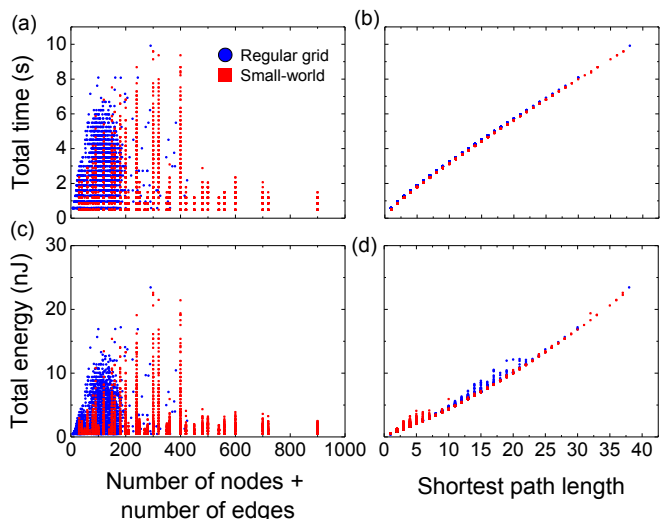 (a)
(b)
Total time (s)
10
8
6
4
2
0
Regular grid
Small-world
(c)
(d)
Total energy (nJ)
30
20
10
0
0 200 400 600 800 1000
0 5 10 15 20 25 30 35 40
Number of nodes +
number of edges
Shortest path length